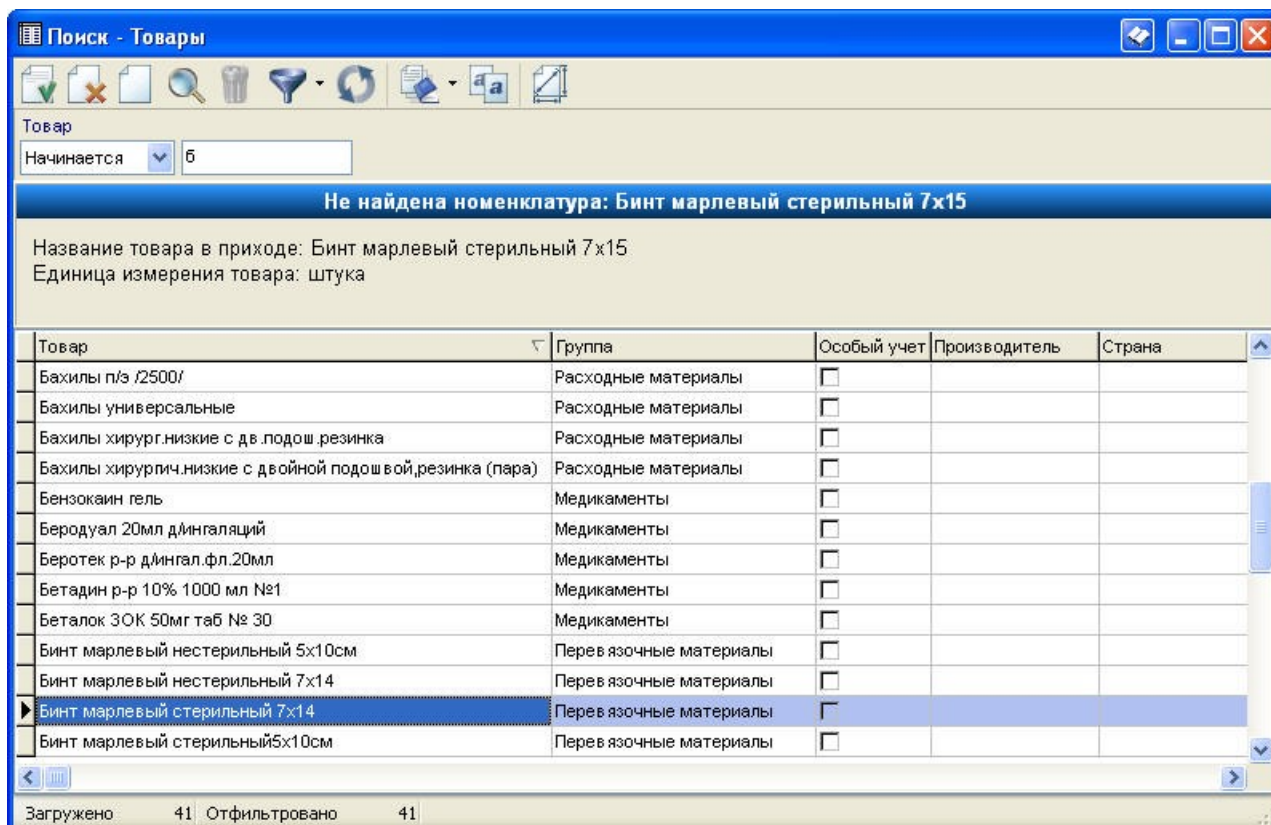 Поиск - Товары
Товар
Начинается б
Не найдена номенклатура: Бинт марлевый стерильный 7x15
Название товара в приходе: Бинт марлевый стерильный 7x15
Единица измерения товара: штука
Товар Группа Особый учет Производитель Страна
Бахилы п/э /2500/ Расходные материалы
Бахилы универсальные Расходные материалы
Бахилы хирург.низкие с дв.подош.резинка Расходные материалы
Бахилы хирургич.низкие с двойной подошвой,резинка (пара) Расходные материалы
Бензокаин гель Медикаменты
Беродуал 20мл д/ингаляций Медикаменты
Беротек р-р д/ингал.фл.20мл Медикаменты
Бетадин р-р 10% 1000 мл №1 Медикаменты
Беталок ЗОК 50мг таб № 30 Медикаменты
Бинт марлевый нестерильный 5x10см Перевязочные материалы
Бинт марлевый нестерильный 7x14 Перевязочные материалы
Бинт марлевый стерильный 7x14 Перевязочные материалы
Бинт марлевый стерильный5x10см Перевязочные материалы
Загружено 41 Отфильтровано 41